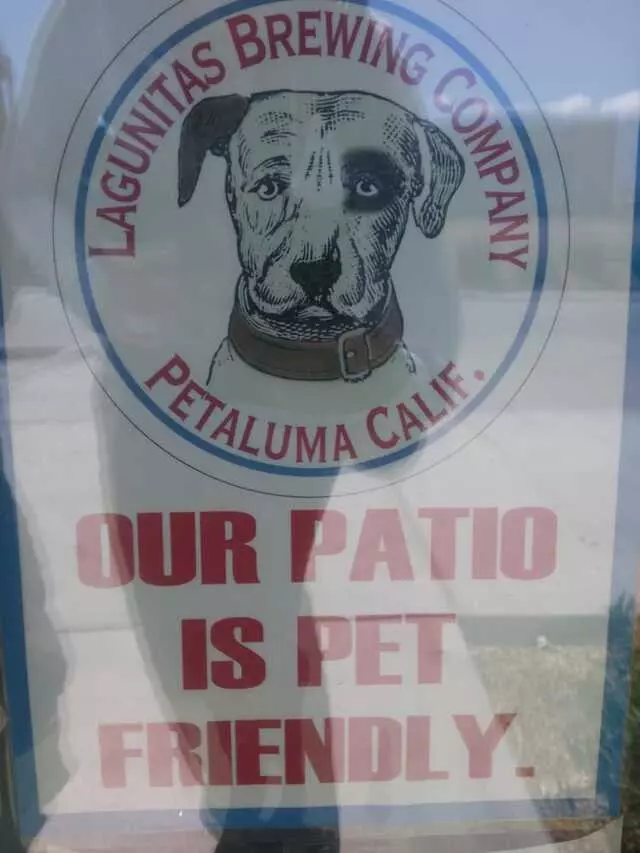 LAGUNITAS BREWING COMPANY
PETALUMA CALIF.
OUR PATIO
IS PET
FRIENDLY.